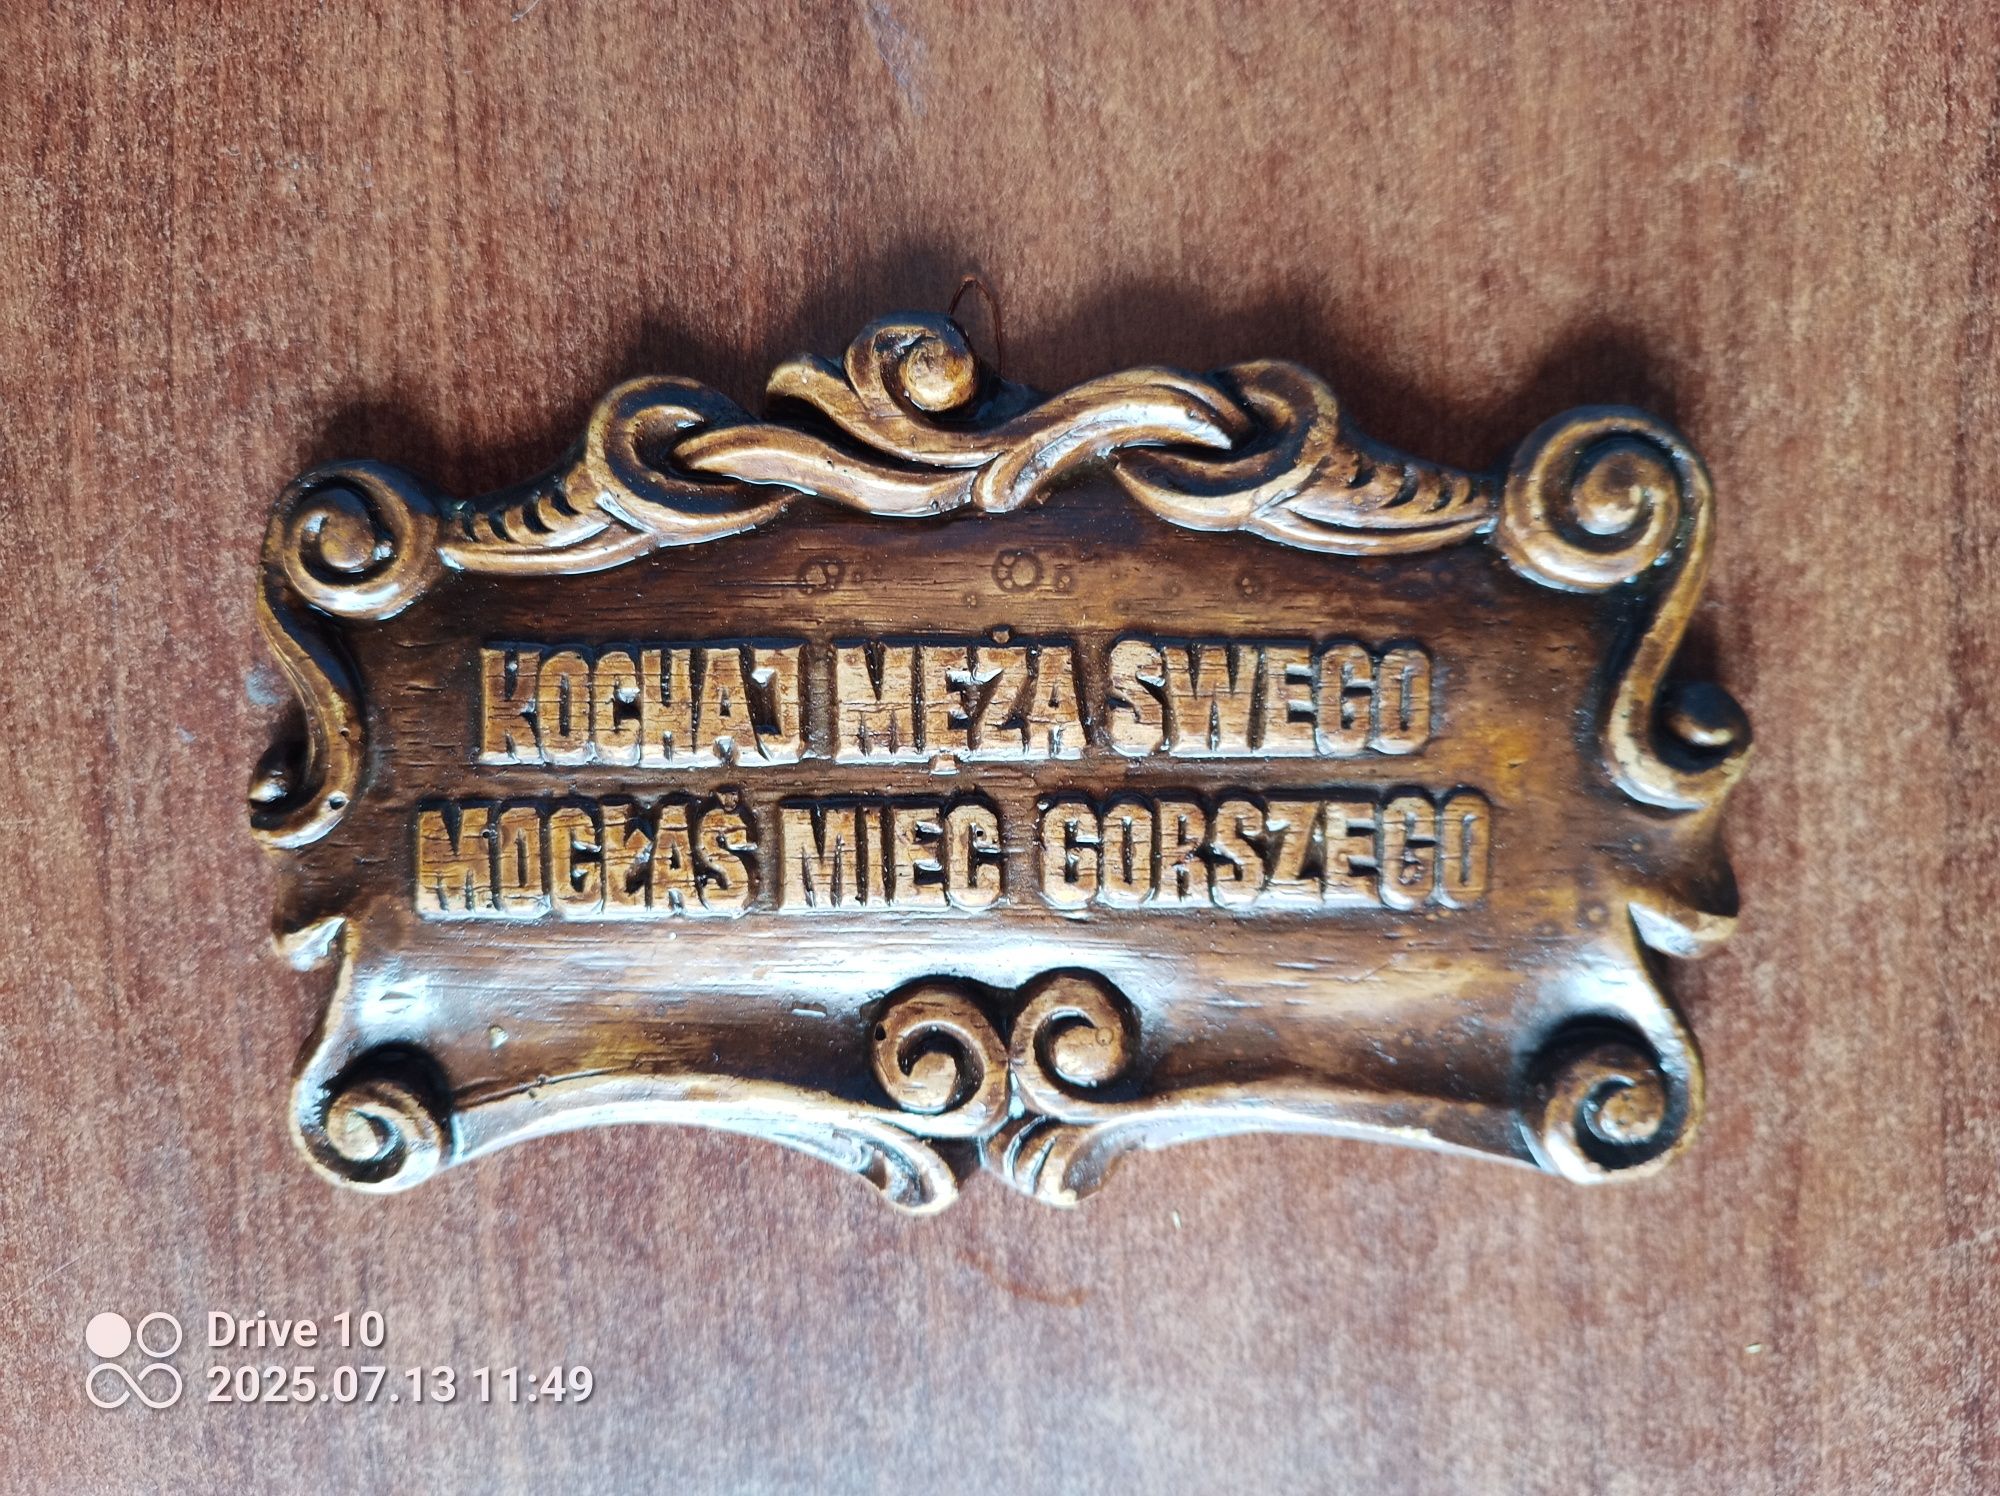 KOCHAJ MĘŻA SWEGO
MOGŁAŚ MIEĆ GORSZEGO
Drive 10
2025.07.13 11:49